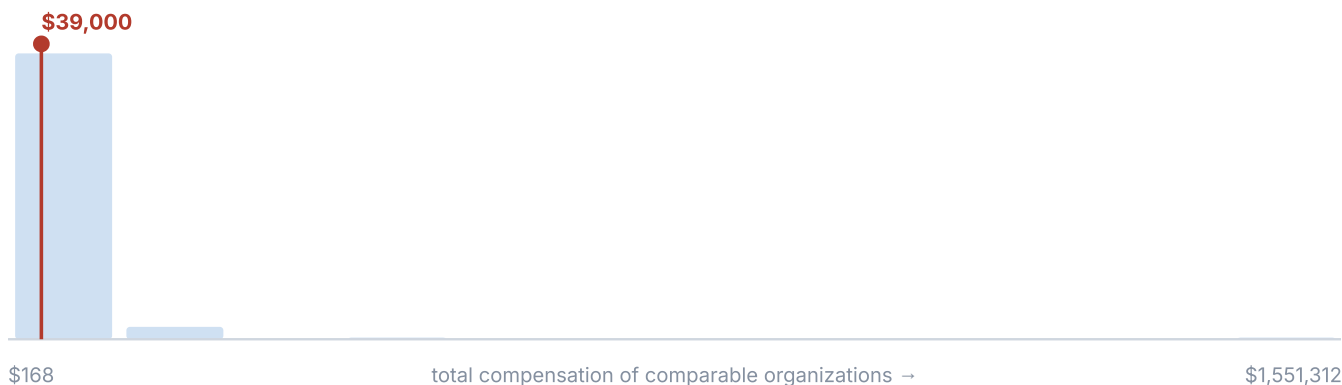 $39,000
$168 total compensation of comparable organizations → $1,551,312